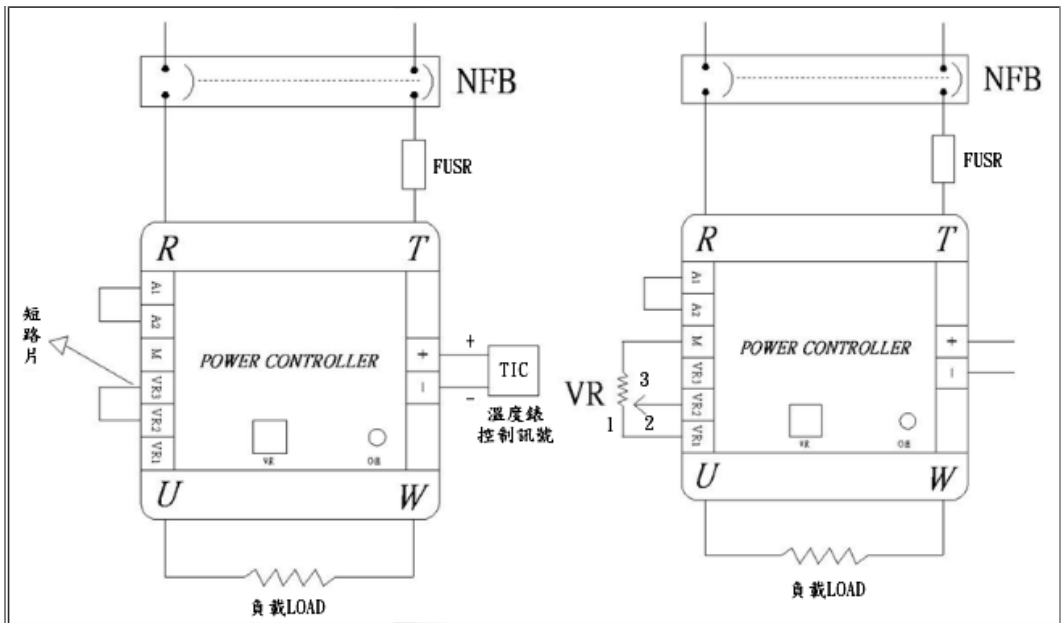 NFB
FUSR
R
T
A1
A2
M
VR3
VR2
VR1
POWER CONTROLLER
+
−
VR
U
W
短路片
+
-
TIC
溫度錶
控制訊號
負載LOAD
NFB
FUSR
R
T
A1
A2
M
VR3
VR2
VR1
POWER CONTROLLER
+
−
VR
U
W
VR
3
1
2
負載LOAD